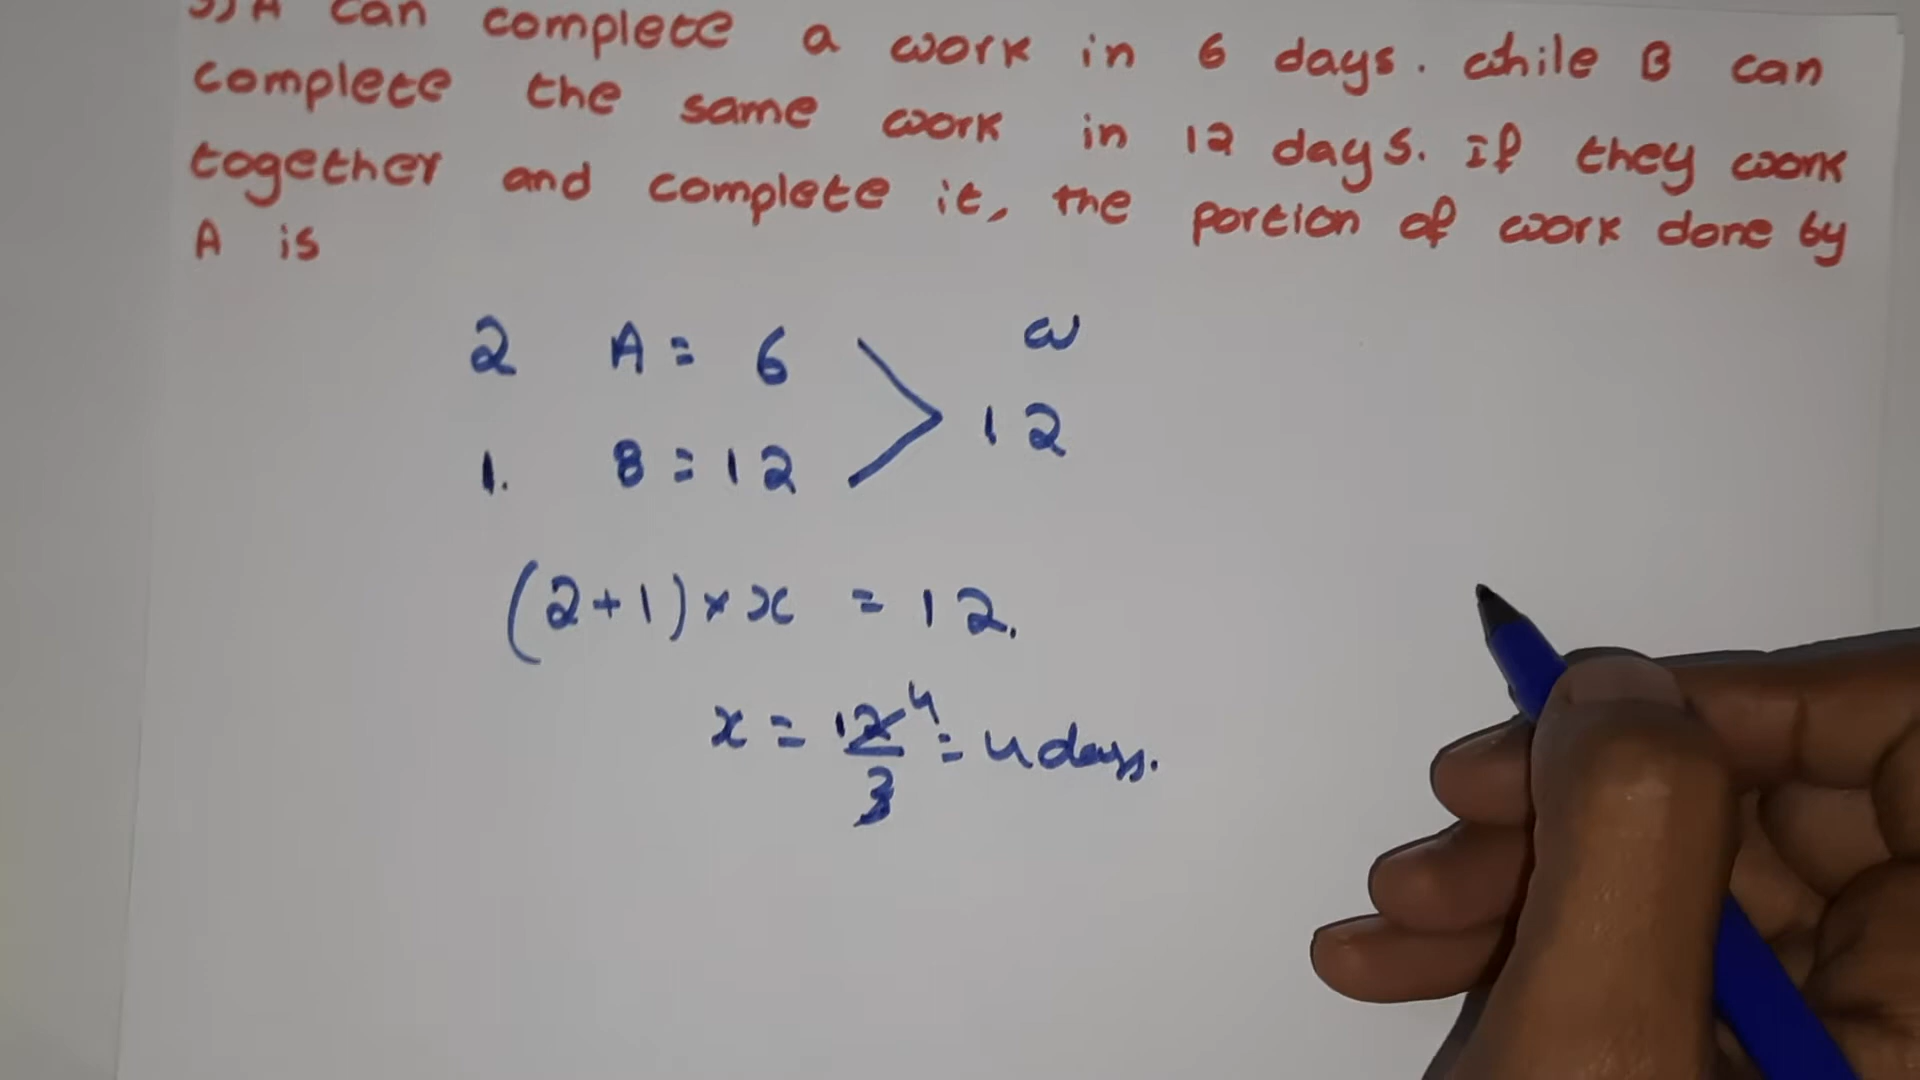 A can complete a work in 6 days. while B can
complete the same work in 12 days. If they work
together and complete it, the portion of work done by
A is
2 A = 6 w
12
1. B = 12
(2+1) × x = 12.
x = 12/3 4 = 4 days.